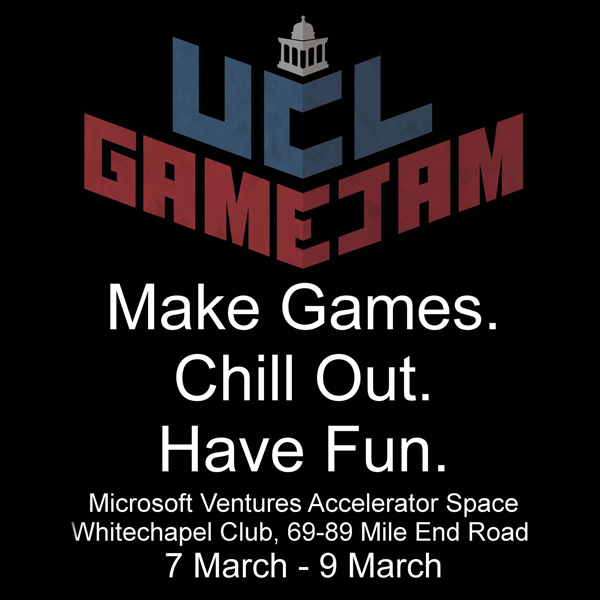 UCL
GAMEJAM
Make Games.
Chill Out.
Have Fun.
Microsoft Ventures Accelerator Space
Whitechapel Club, 69-89 Mile End Road
7 March - 9 March